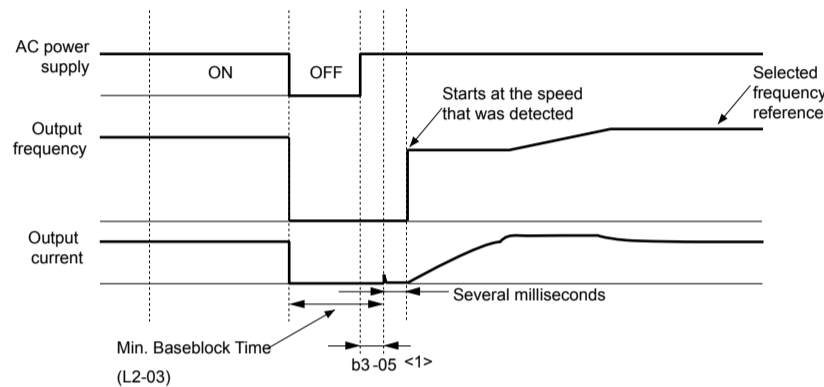 AC power
supply
ON
OFF
Selected
frequency
reference
Starts at the speed
that was detected
Output
frequency
Output
current
Several milliseconds
Min. Baseblock Time
(L2-03)
b3-05 <1>